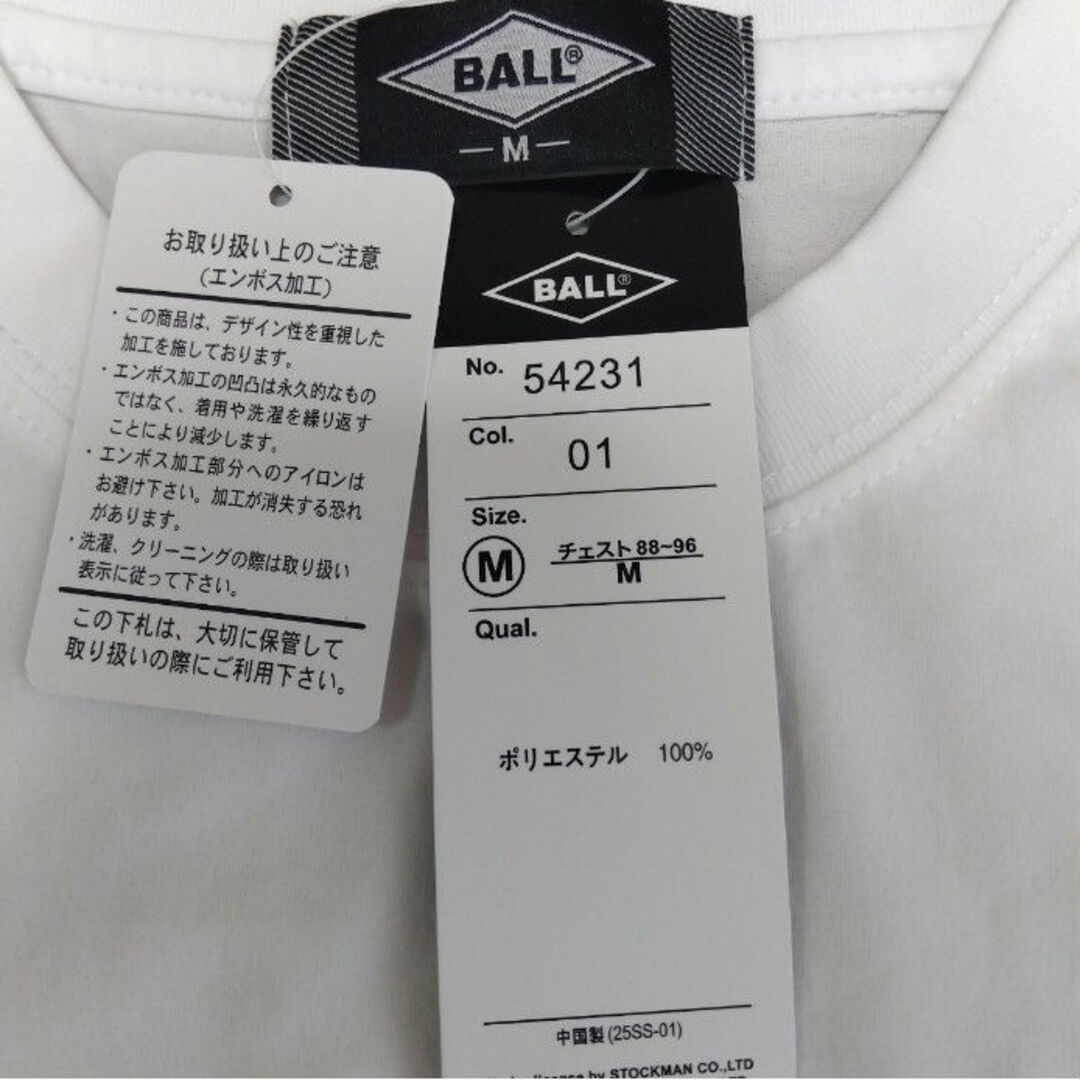 BALL®
— M —
お取り扱い上のご注意
(エンボス加工)
・この商品は、デザイン性を重視した
加工を施しております。
・エンボス加工の凹凸は永久的なもの
ではなく、着用や洗濯を繰り返す
ことにより減少します。
・エンボス加工部分へのアイロンは
お避け下さい。加工が消失する恐れ
があります。
・洗濯、クリーニングの際は取り扱い
表示に従って下さい。
この下札は、大切に保管して
取り扱いの際にご利用下さい。
BALL®
No. 54231
Col. 01
Size.
M チェスト88~96
M
Qual.
ポリエステル 100%
中国製(25SS-01)
license by STOCKMAN CO.,LTD